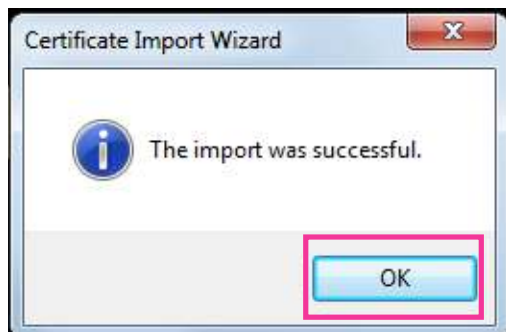 Certificate Import Wizard
The import was successful.
OK